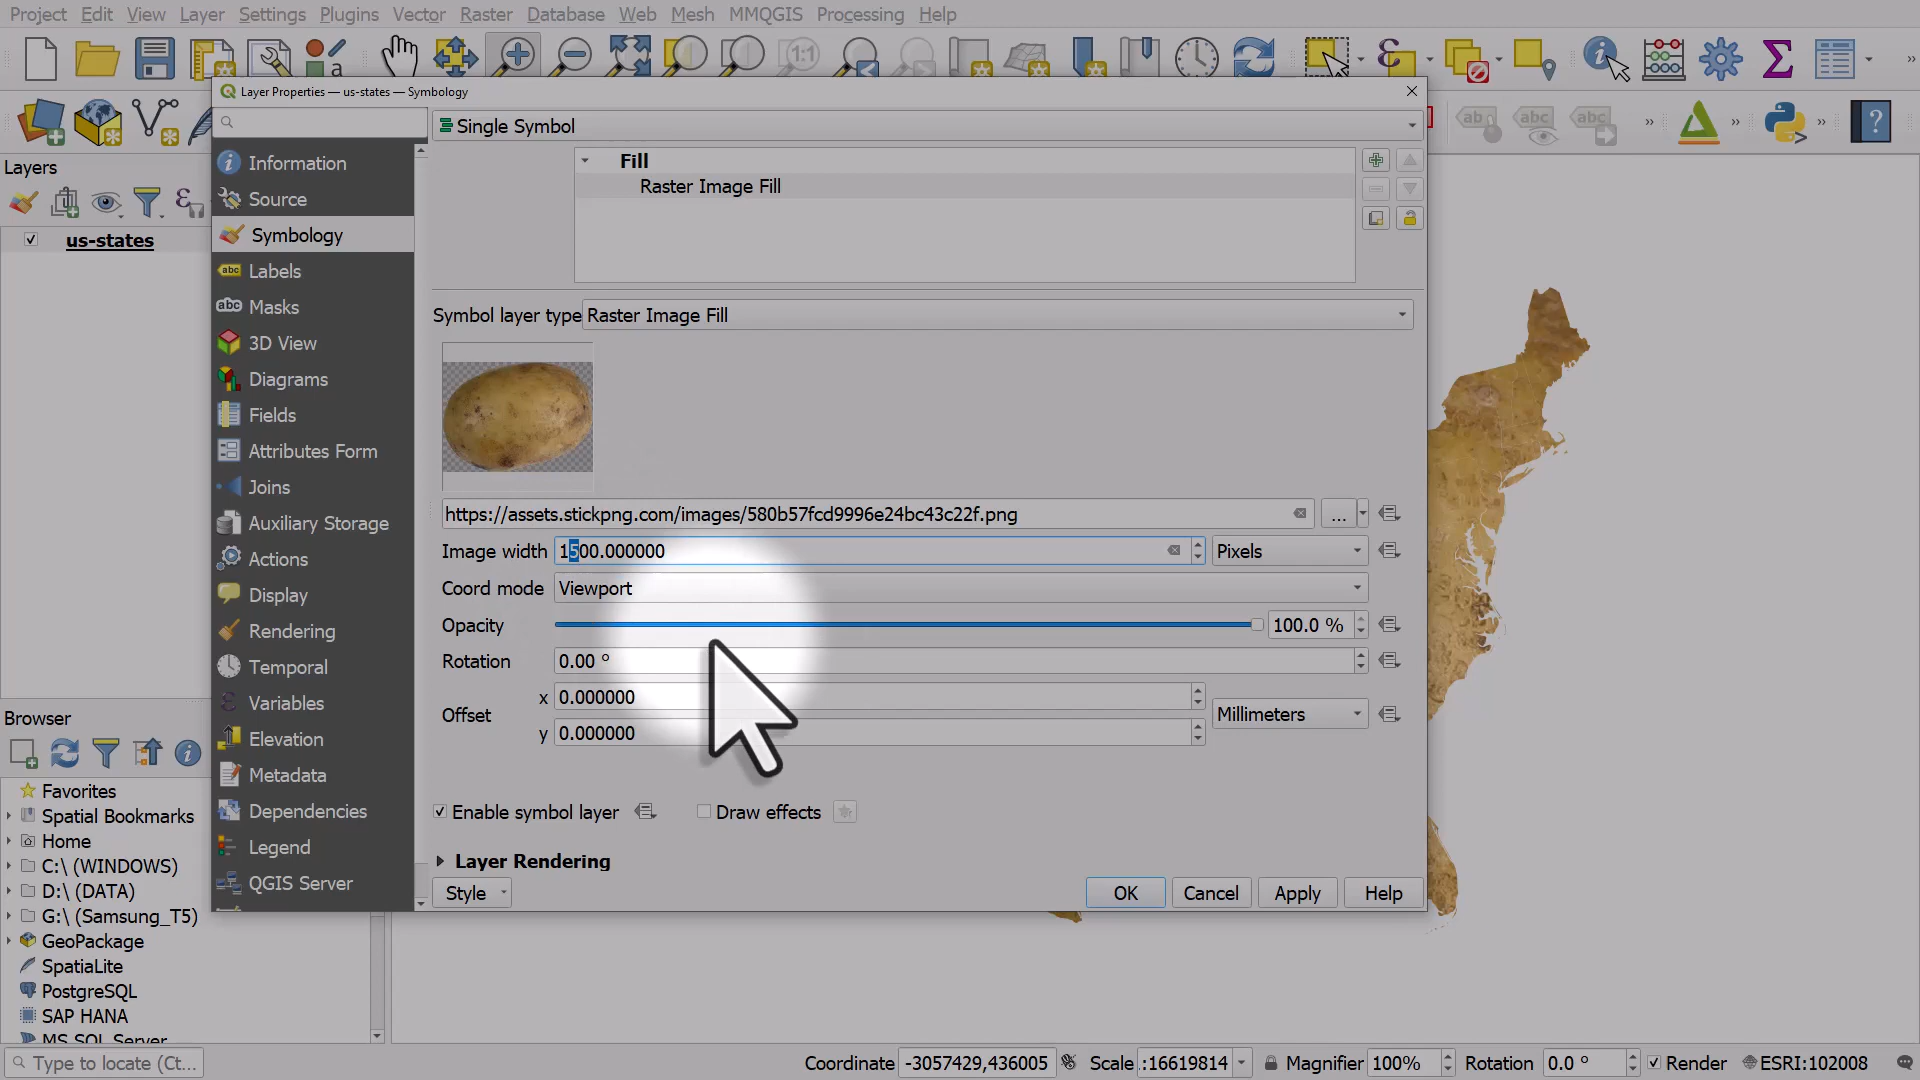 Project Edit View Layer Settings Plugins Vector Raster Database Web Mesh MMQGIS Processing Help
Layer Properties — us-states — Symbology
Single Symbol
Layers
us-states
Information
Source
Symbology
Labels
Masks
3D View
Diagrams
Fields
Attributes Form
Joins
Auxiliary Storage
Actions
Display
Rendering
Temporal
Variables
Elevation
Metadata
Dependencies
Legend
QGIS Server
Fill
Raster Image Fill
Symbol layer type Raster Image Fill
https://assets.stickpng.com/images/580b57fcd9996e24bc43c22f.png
...
Image width 1500.000000 Pixels
Coord mode Viewport
Opacity 100.0 %
Rotation 0.00 °
Offset
x 0.000000
y 0.000000
Millimeters
Enable symbol layer Draw effects
Layer Rendering
Style OK Cancel Apply Help
Browser
Favorites
Spatial Bookmarks
Home
C:\ (WINDOWS)
D:\ (DATA)
G:\ (Samsung_T5)
GeoPackage
SpatiaLite
PostgreSQL
SAP HANA
MS SQL Server
Type to locate (Ct...
Coordinate -3057429,436005 Scale :16619814 Magnifier 100% Rotation 0.0 ° Render ESRI:102008